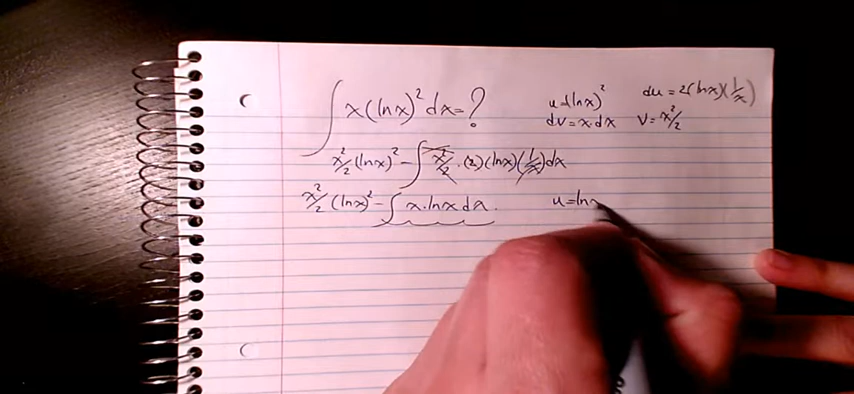 ∫ x(lnx)² dx = ? u = (lnx)² du = 2(lnx)(1/x)
dv = x·dx v = x²/2
x²/2 (lnx)² - ∫ x²/2 · (2)(lnx)(1/x)dx
x²/2 (lnx)² - ∫ x·lnx dx. u = lnx